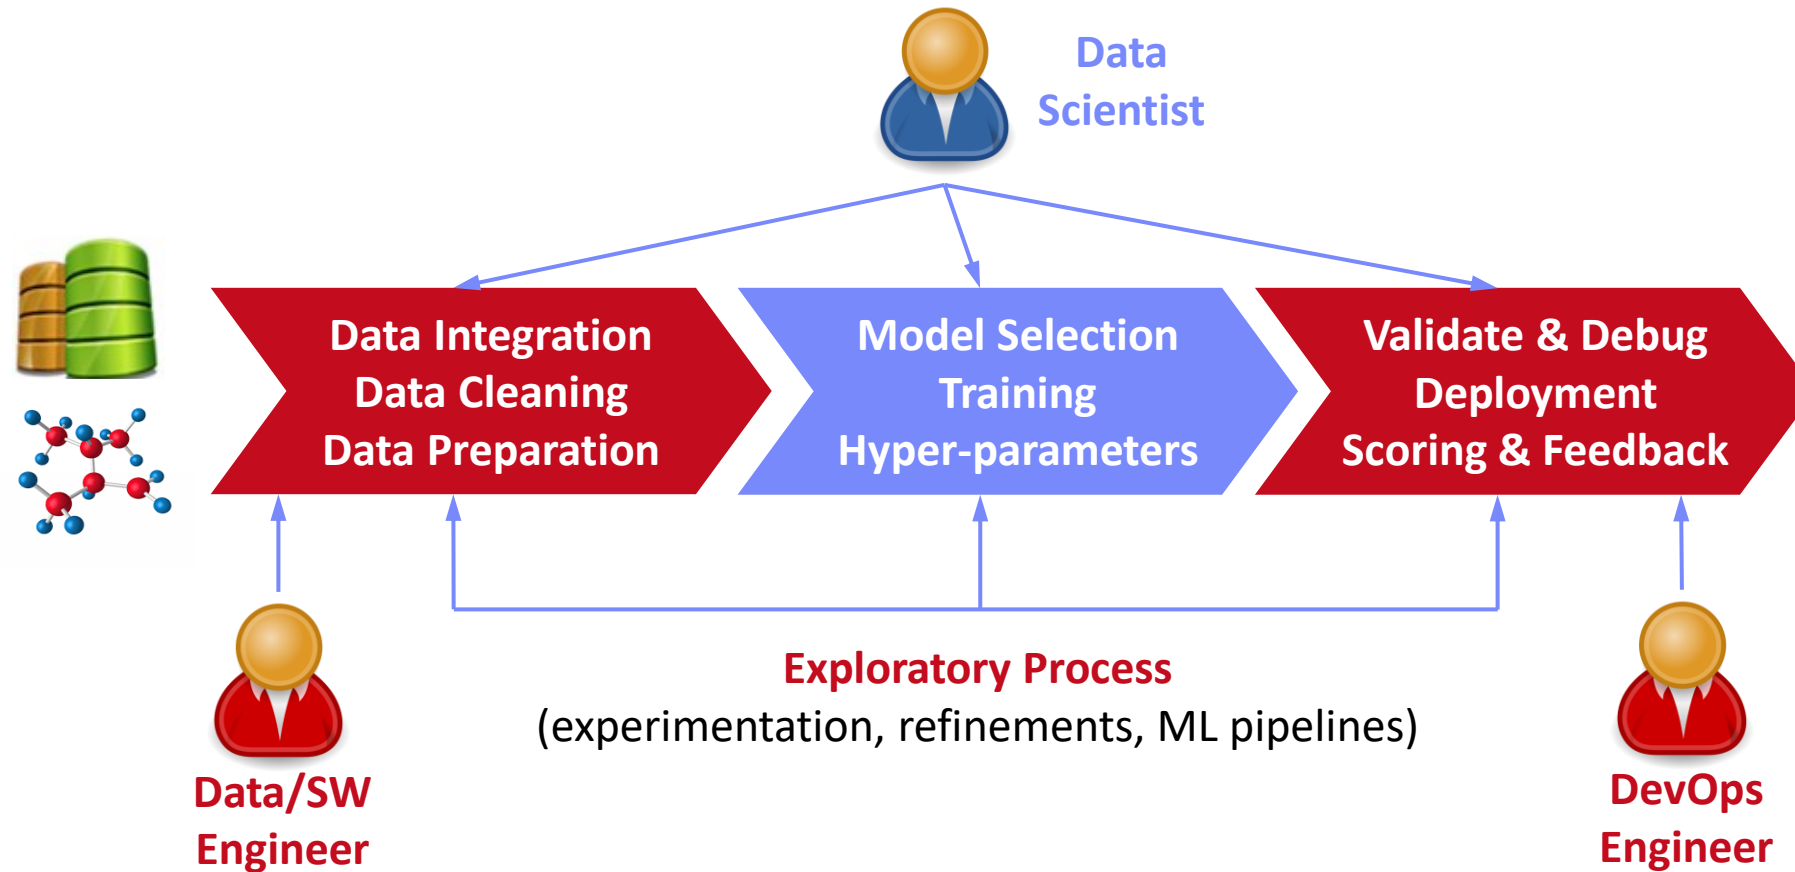 Data
Scientist
Data Integration
Data Cleaning
Data Preparation
Model Selection
Training
Hyper-parameters
Validate & Debug
Deployment
Scoring & Feedback
Exploratory Process
(experimentation, refinements, ML pipelines)
Data/SW
Engineer
DevOps
Engineer